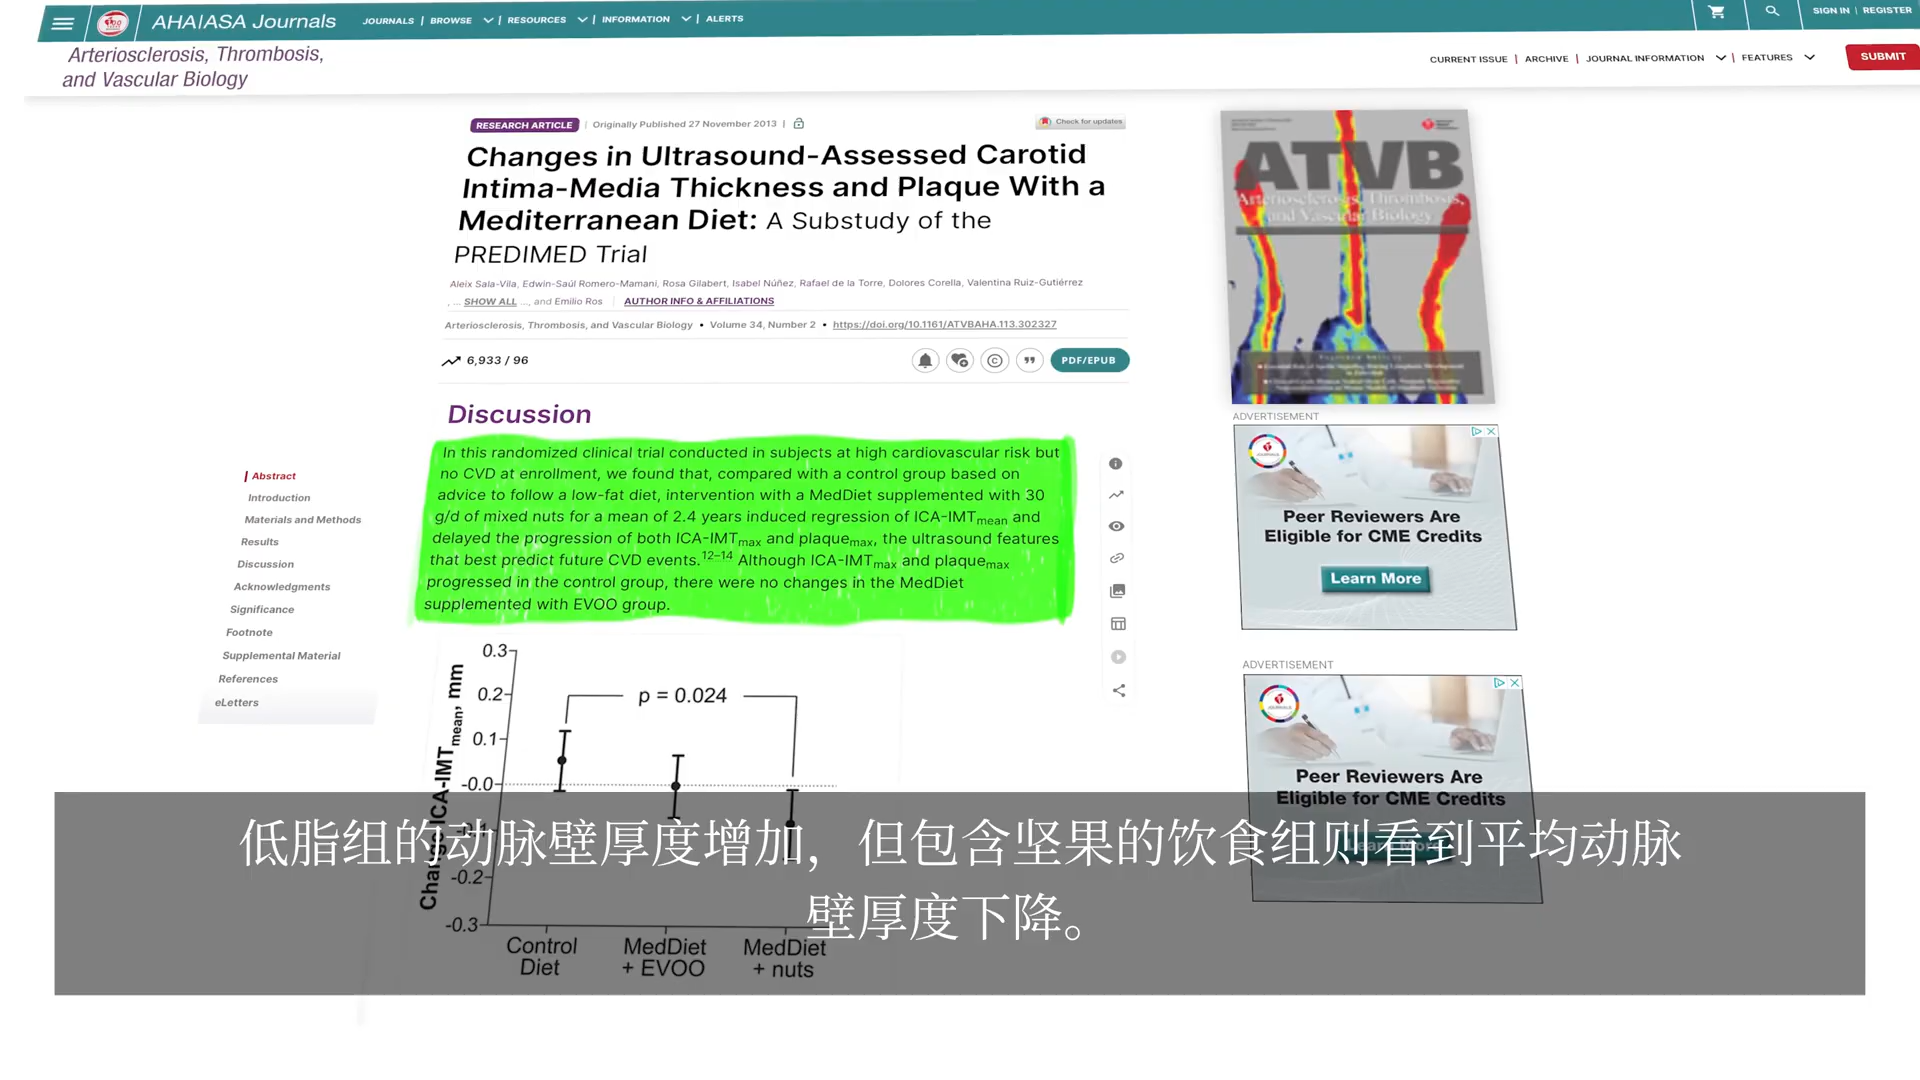 AHA|ASA Journals
JOURNALS | BROWSE | RESOURCES | INFORMATION | ALERTS
SIGN IN | REGISTER
Arteriosclerosis, Thrombosis,
and Vascular Biology
CURRENT ISSUE | ARCHIVE | JOURNAL INFORMATION | FEATURES
SUBMIT
RESEARCH ARTICLE | Originally Published 27 November 2013 |
Check for updates
Changes in Ultrasound-Assessed Carotid
Intima-Media Thickness and Plaque With a
Mediterranean Diet: A Substudy of the
PREDIMED Trial
Aleix Sala-Vila, Edwin-Saúl Romero-Mamani, Rosa Gilabert, Isabel Núñez, Rafael de la Torre, Dolores Corella, Valentina Ruiz-Gutiérrez
, ... SHOW ALL ..., and Emilio Ros | AUTHOR INFO & AFFILIATIONS
Arteriosclerosis, Thrombosis, and Vascular Biology • Volume 34, Number 2 • https://doi.org/10.1161/ATVBAHA.113.302327
6,933 / 96
PDF/EPUB
Discussion
In this randomized clinical trial conducted in subjects at high cardiovascular risk but
no CVD at enrollment, we found that, compared with a control group based on
advice to follow a low-fat diet, intervention with a MedDiet supplemented with 30
g/d of mixed nuts for a mean of 2.4 years induced regression of ICA-IMTmean and
delayed the progression of both ICA-IMTmax and plaquemax, the ultrasound features
that best predict future CVD events.12–14 Although ICA-IMTmax and plaquemax
progressed in the control group, there were no changes in the MedDiet
supplemented with EVOO group.
Abstract
Introduction
Materials and Methods
Results
Discussion
Acknowledgments
Significance
Footnote
Supplemental Material
References
eLetters
ATVB
Arteriosclerosis, Thrombosis,
and Vascular Biology
ADVERTISEMENT
JOURNALS
Peer Reviewers Are
Eligible for CME Credits
Learn More
ADVERTISEMENT
JOURNALS
Peer Reviewers Are
Eligible for CME Credits
Learn More
Change ICA-IMTmean, mm
0.3
0.2
0.1
-0.0
-0.1
-0.2
-0.3
p = 0.024
Control
Diet
MedDiet
+ EVOO
MedDiet
+ nuts
低脂组的动脉壁厚度增加，但包含坚果的饮食组则看到平均动脉
壁厚度下降。